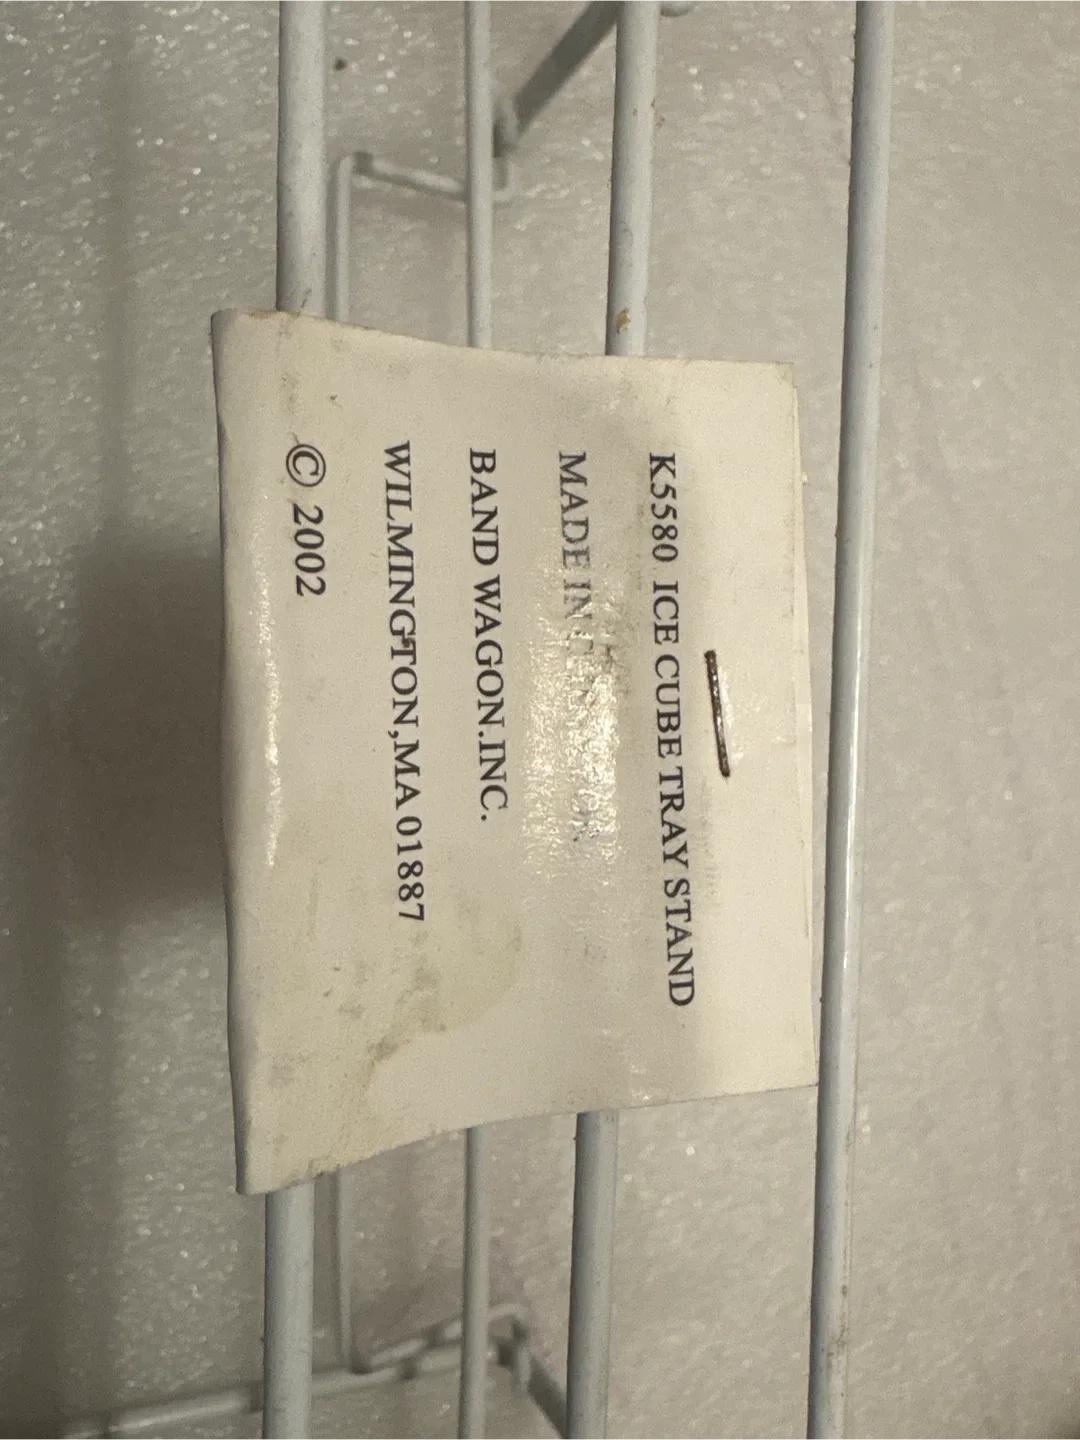 K5580 ICE CUBE TRAY STAND
MADE IN
BAND WAGON.INC.
WILMINGTON,MA 01887
© 2002